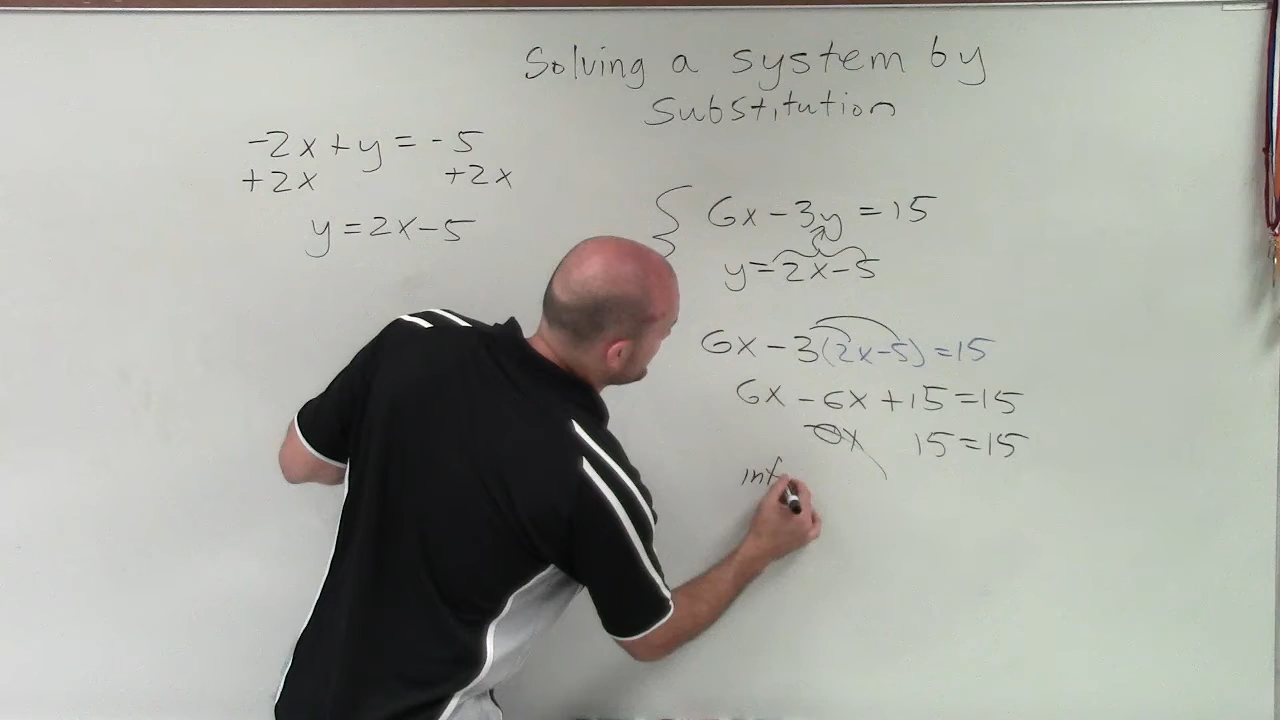 Solving a system by
Substitution
-2x + y = -5
+2x +2x
y = 2x - 5
{ 6x - 3y = 15
y = 2x - 5
6x - 3(2x - 5) = 15
6x - 6x + 15 = 15
0x 15 = 15
inf